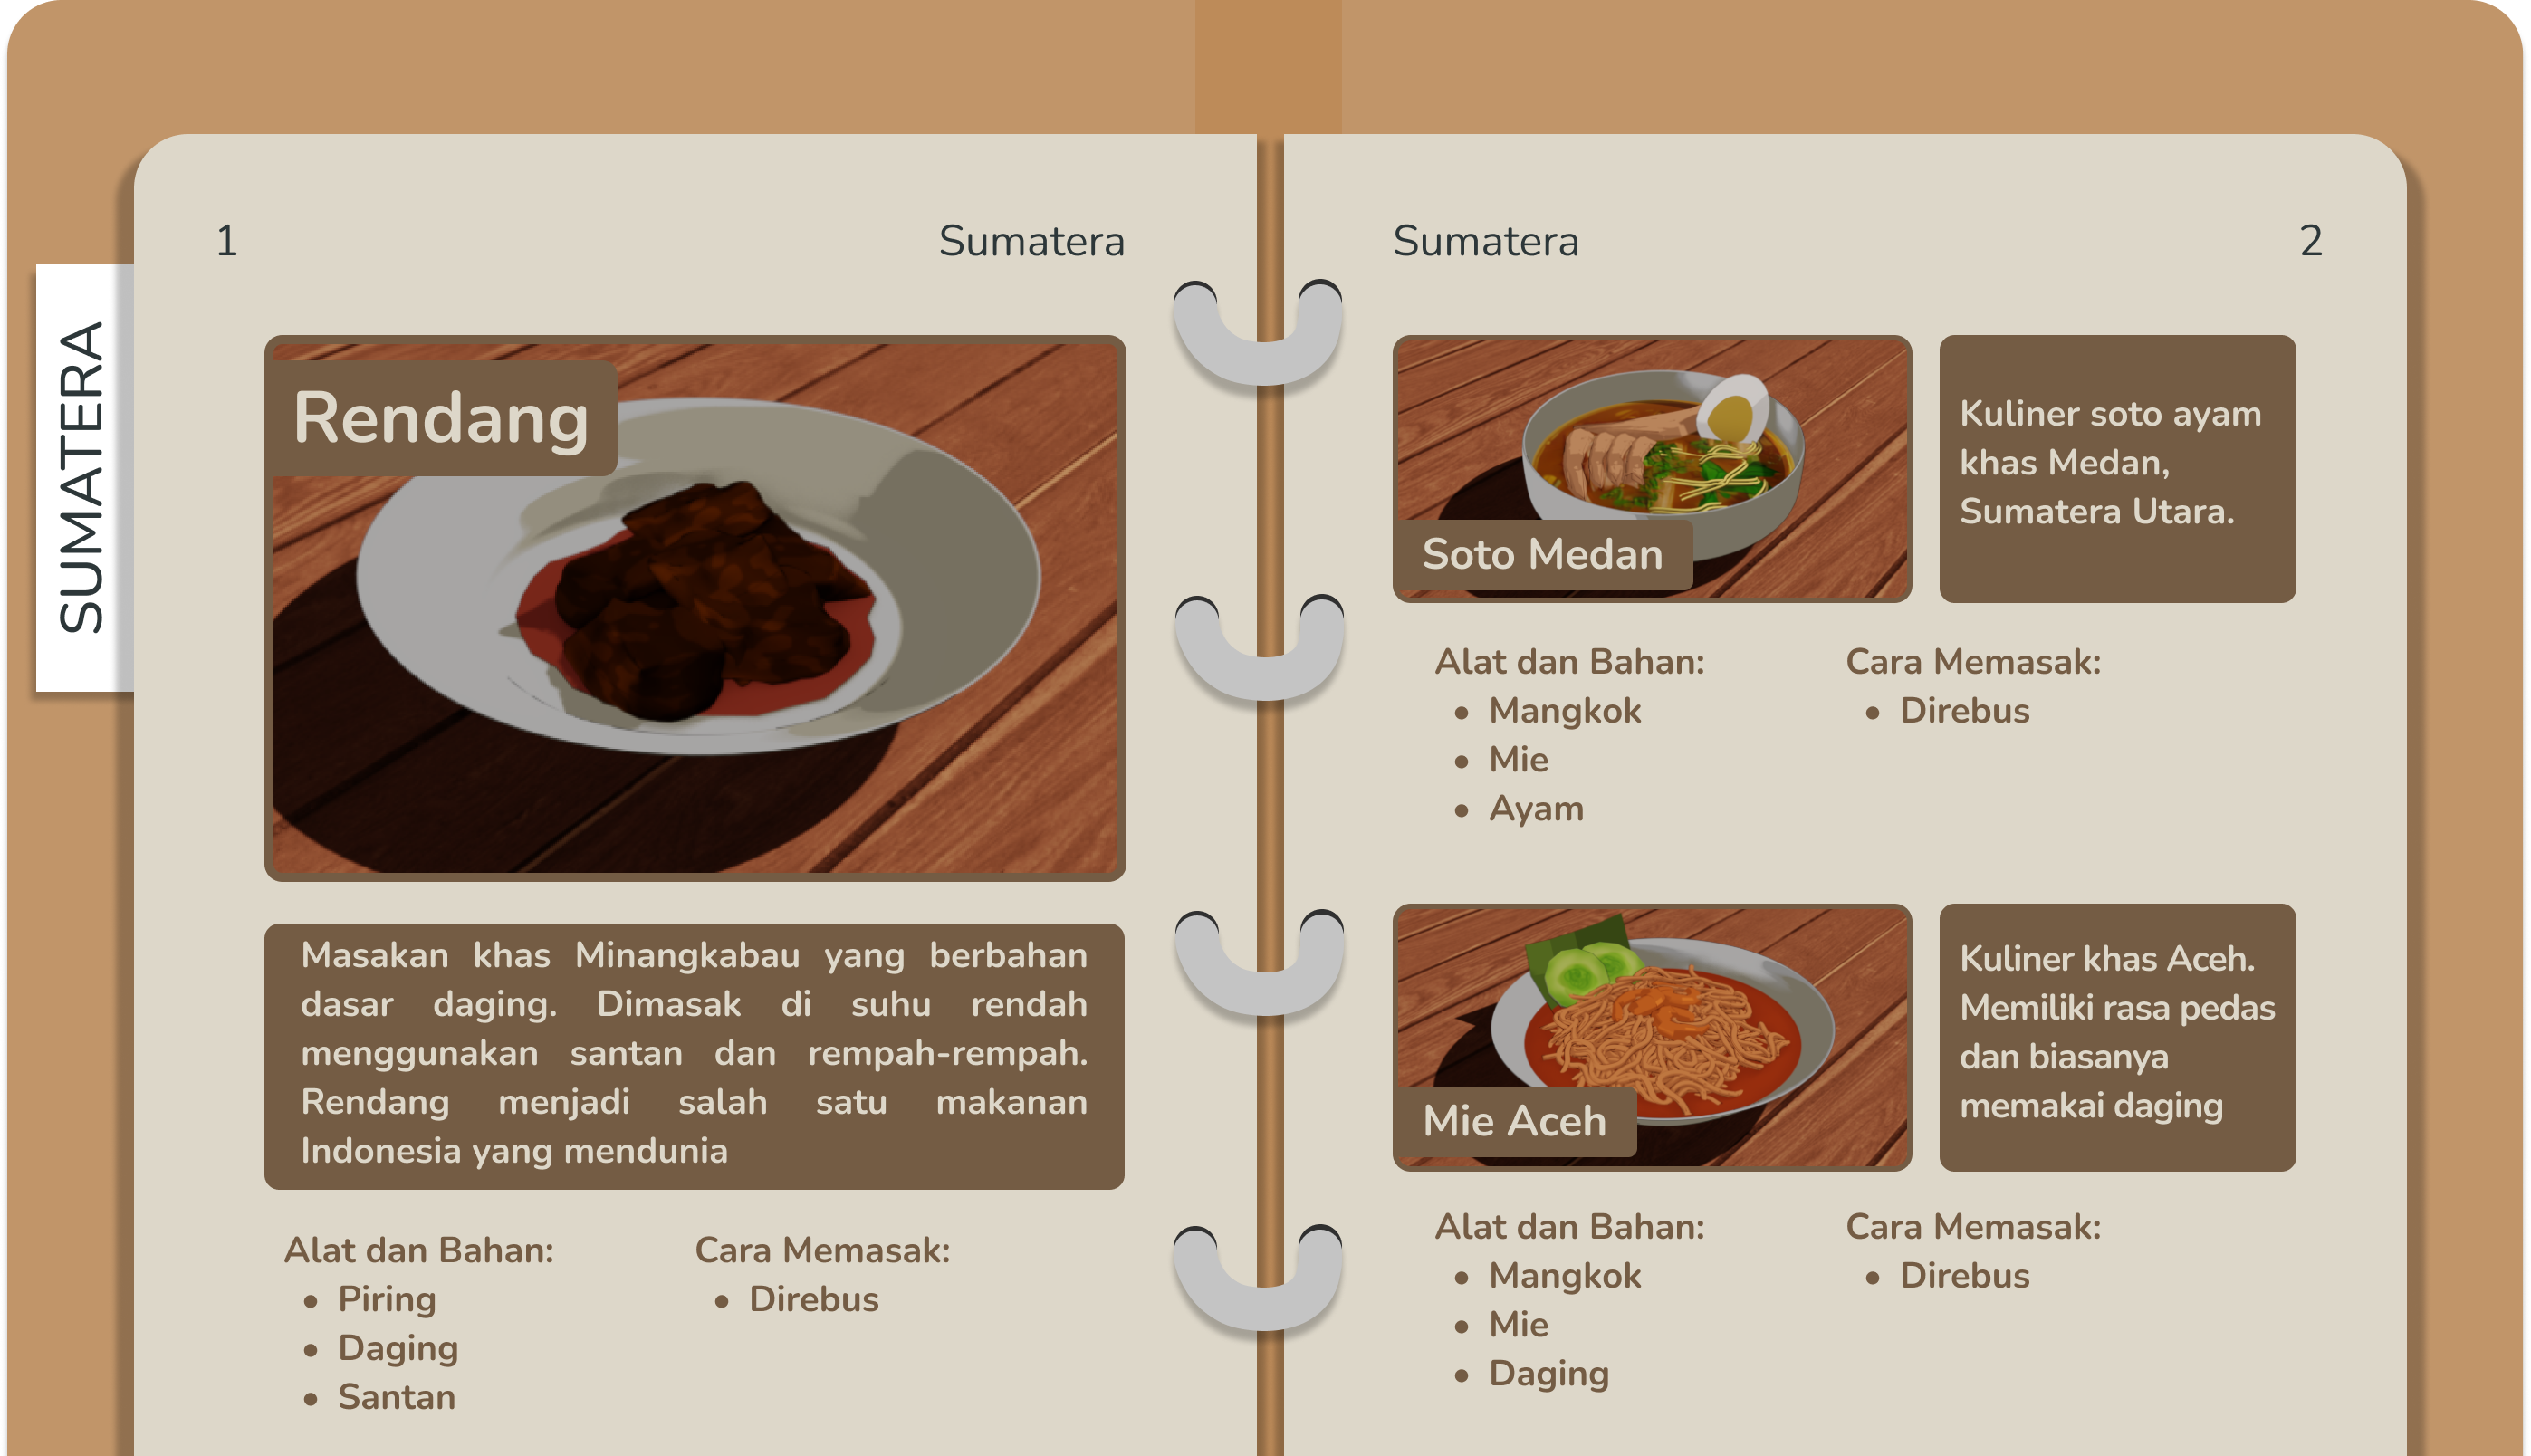 SUMATERA
1
Sumatera
Rendang
Masakan khas Minangkabau yang berbahan
dasar daging. Dimasak di suhu rendah
menggunakan santan dan rempah-rempah.
Rendang menjadi salah satu makanan
Indonesia yang mendunia
Alat dan Bahan:
• Piring
• Daging
• Santan
Cara Memasak:
• Direbus
Sumatera
2
Soto Medan
Kuliner soto ayam
khas Medan,
Sumatera Utara.
Alat dan Bahan:
• Mangkok
• Mie
• Ayam
Cara Memasak:
• Direbus
Mie Aceh
Kuliner khas Aceh.
Memiliki rasa pedas
dan biasanya
memakai daging
Alat dan Bahan:
• Mangkok
• Mie
• Daging
Cara Memasak:
• Direbus